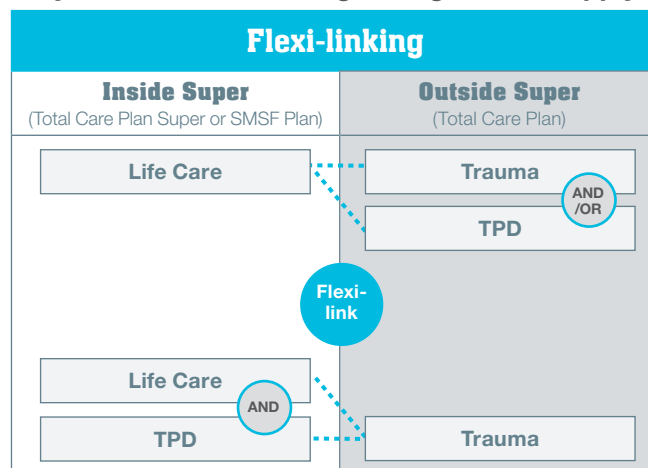 Flexi-linking
Inside Super
(Total Care Plan Super or SMSF Plan)
Outside Super
(Total Care Plan)
Life Care
Trauma
AND
/OR
TPD
Flexi-
link
Life Care
AND
TPD
Trauma